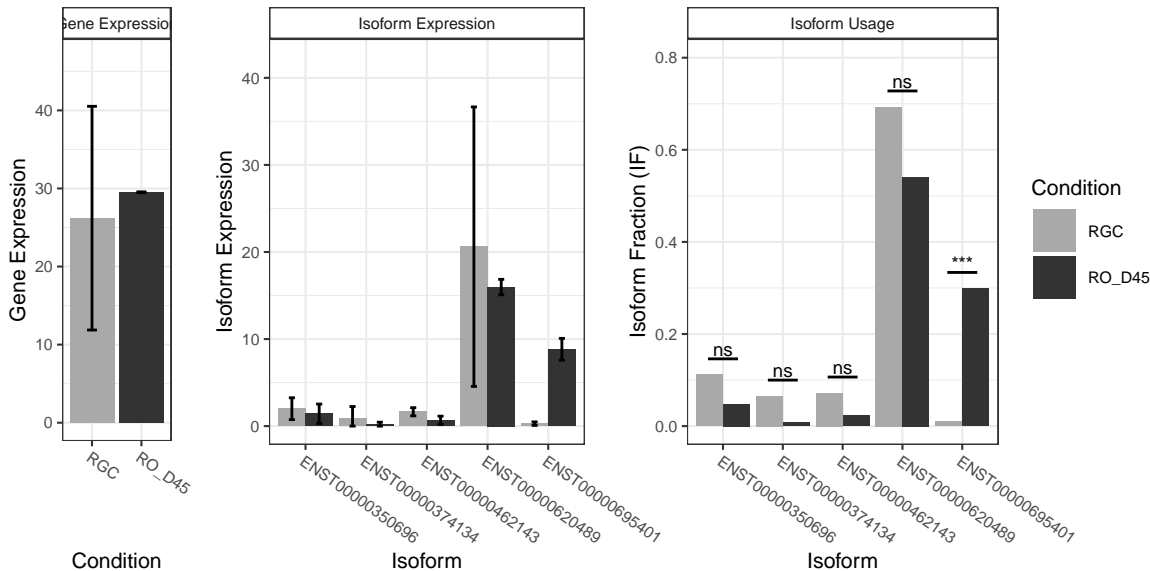 Gene Expression
Gene Expression
40
30
20
10
0
RGC
RO_D45
Condition
Isoform Expression
Isoform Expression
40
30
20
10
0
ENST00000350696
ENST00000374134
ENST00000462143
ENST00000620489
ENST00000695401
Isoform
Isoform Usage
Isoform Fraction (IF)
0.8
0.6
0.4
0.2
0.0
ns
ns
ns
ns
***
ENST00000350696
ENST00000374134
ENST00000462143
ENST00000620489
ENST00000695401
Isoform
Condition
RGC
RO_D45